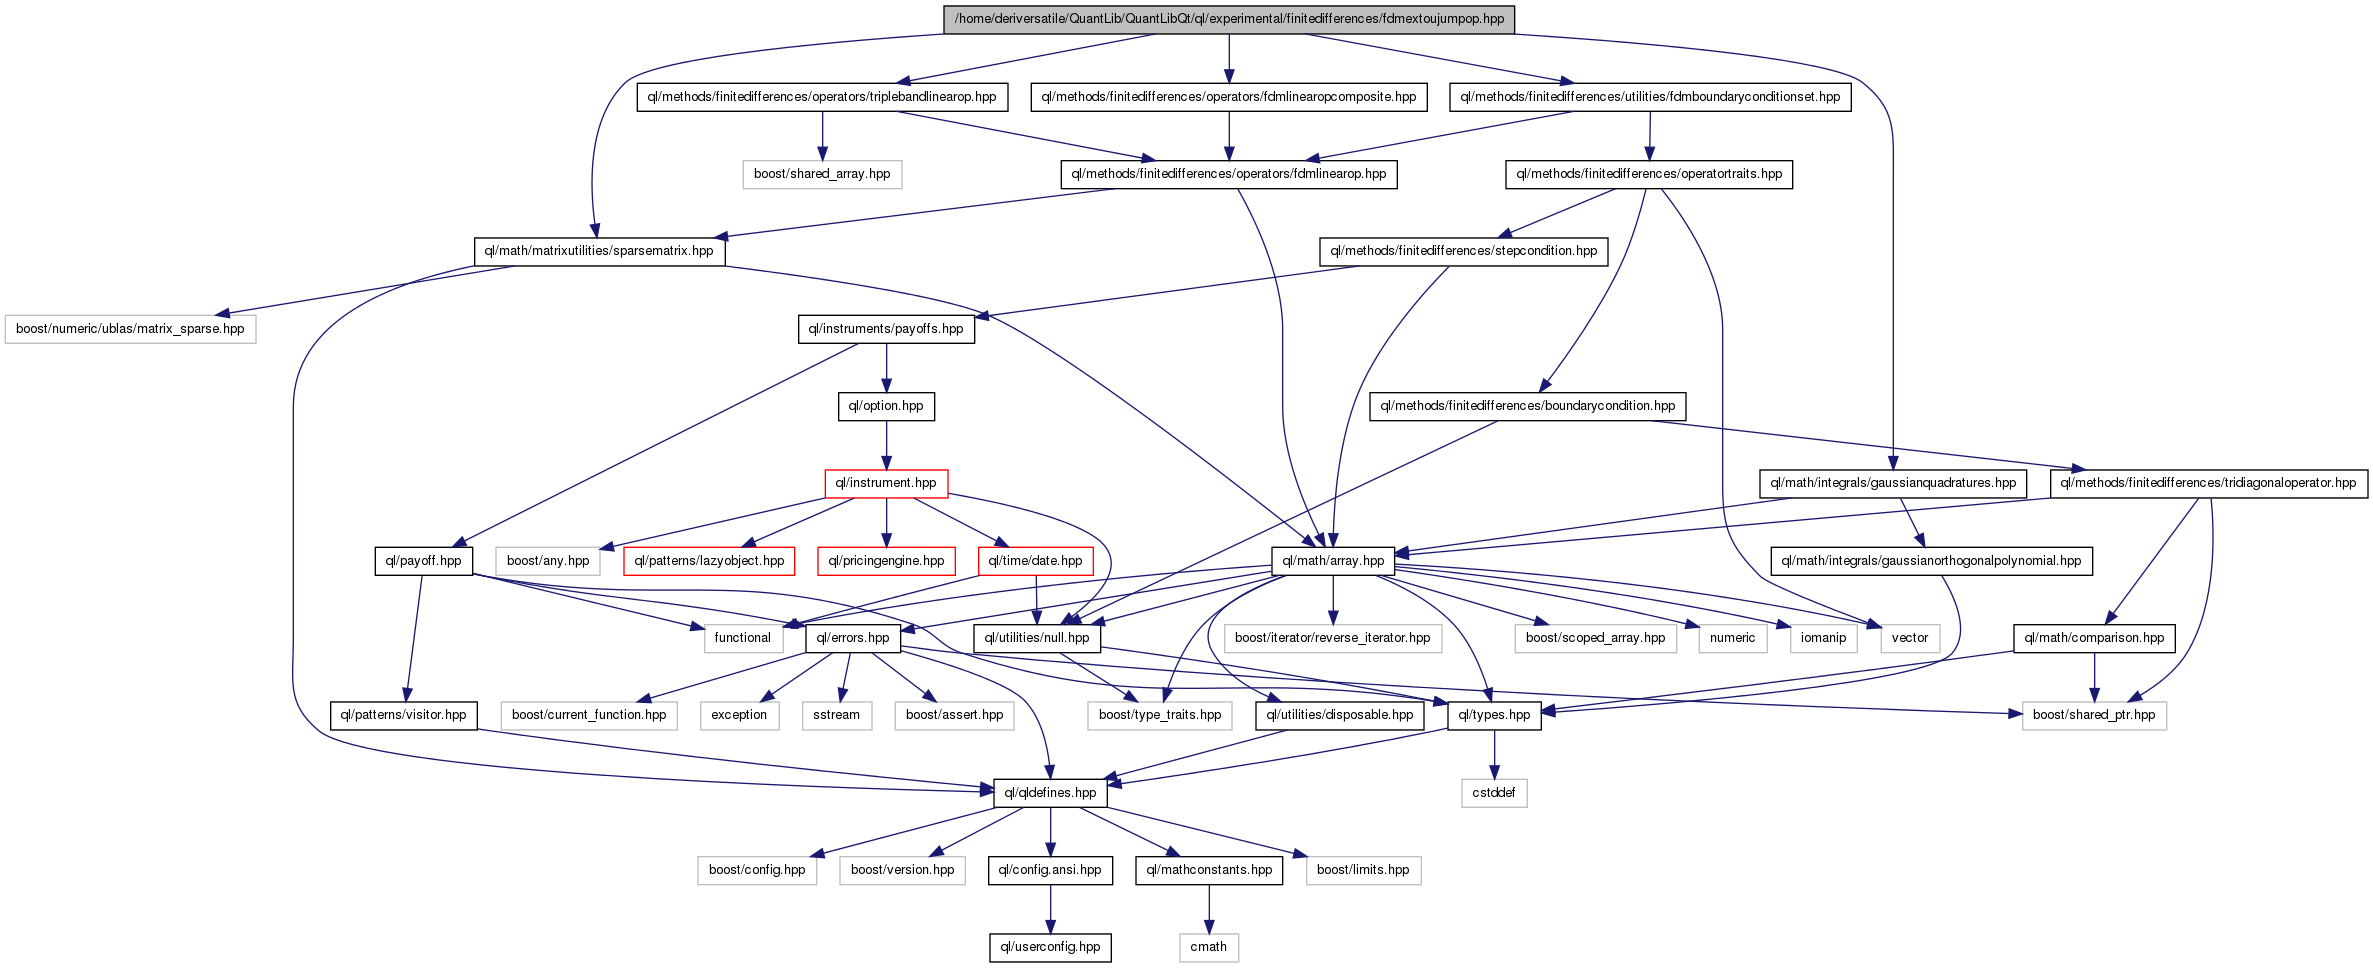 /home/deriversatile/QuantLib/QuantLibQt/ql/experimental/finitedifferences/fdmextoujumpop.hpp
ql/methods/finitedifferences/operators/triplebandlinearop.hpp
ql/methods/finitedifferences/operators/fdmlinearopcomposite.hpp
ql/methods/finitedifferences/utilities/fdmboundaryconditionset.hpp
boost/shared_array.hpp
ql/methods/finitedifferences/operators/fdmlinearop.hpp
ql/methods/finitedifferences/operatortraits.hpp
ql/math/matrixutilities/sparsematrix.hpp
ql/methods/finitedifferences/stepcondition.hpp
boost/numeric/ublas/matrix_sparse.hpp
ql/instruments/payoffs.hpp
ql/option.hpp
ql/methods/finitedifferences/boundarycondition.hpp
ql/instrument.hpp
ql/math/integrals/gaussianquadratures.hpp
ql/methods/finitedifferences/tridiagonaloperator.hpp
ql/payoff.hpp
boost/any.hpp
ql/patterns/lazyobject.hpp
ql/pricingengine.hpp
ql/time/date.hpp
ql/math/array.hpp
ql/math/integrals/gaussianorthogonalpolynomial.hpp
functional
ql/errors.hpp
ql/utilities/null.hpp
boost/iterator/reverse_iterator.hpp
boost/scoped_array.hpp
numeric
iomanip
vector
ql/math/comparison.hpp
ql/patterns/visitor.hpp
boost/current_function.hpp
exception
sstream
boost/assert.hpp
boost/type_traits.hpp
ql/utilities/disposable.hpp
ql/types.hpp
boost/shared_ptr.hpp
ql/qldefines.hpp
cstddef
boost/config.hpp
boost/version.hpp
ql/config.ansi.hpp
ql/mathconstants.hpp
boost/limits.hpp
ql/userconfig.hpp
cmath